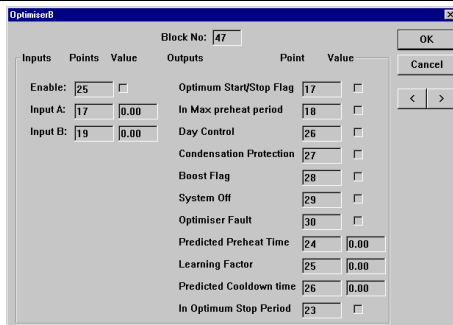 OptimiserB
Block No: 47
OK
Cancel
< >
Inputs Points Value Outputs Point Value
Enable: 25 Optimum Start/Stop Flag 17
Input A: 17 0.00 In Max preheat period 18
Input B: 19 0.00 Day Control 26
Condensation Protection 27
Boost Flag 28
System Off 29
Optimiser Fault 30
Predicted Preheat Time 24 0.00
Learning Factor 25 0.00
Predicted Cooldown time 26 0.00
In Optimum Stop Period 23